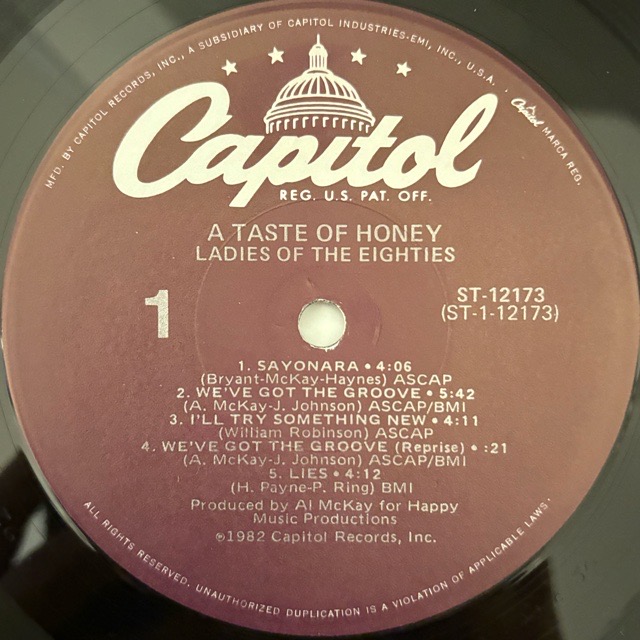 MFD. BY CAPITOL RECORDS, INC., A SUBSIDIARY OF CAPITOL INDUSTRIES-EMI, INC., U.S.A. · Capitol MARCA REG.
Capitol
REG. U.S. PAT. OFF.
A TASTE OF HONEY
LADIES OF THE EIGHTIES
1
ST-12173
(ST-1-12173)
1. SAYONARA • 4:06
(Bryant-McKay-Haynes) ASCAP
2. WE'VE GOT THE GROOVE • 5:42
(A. McKay-J. Johnson) ASCAP/BMI
3. I'LL TRY SOMETHING NEW • 4:11
(William Robinson) ASCAP
4. WE'VE GOT THE GROOVE (Reprise) • :21
(A. McKay-J. Johnson) ASCAP/BMI
5. LIES • 4:12
(H. Payne-P. Ring) BMI
Produced by Al McKay for Happy
Music Productions
℗1982 Capitol Records, Inc.
ALL RIGHTS RESERVED. UNAUTHORIZED DUPLICATION IS A VIOLATION OF APPLICABLE LAWS.